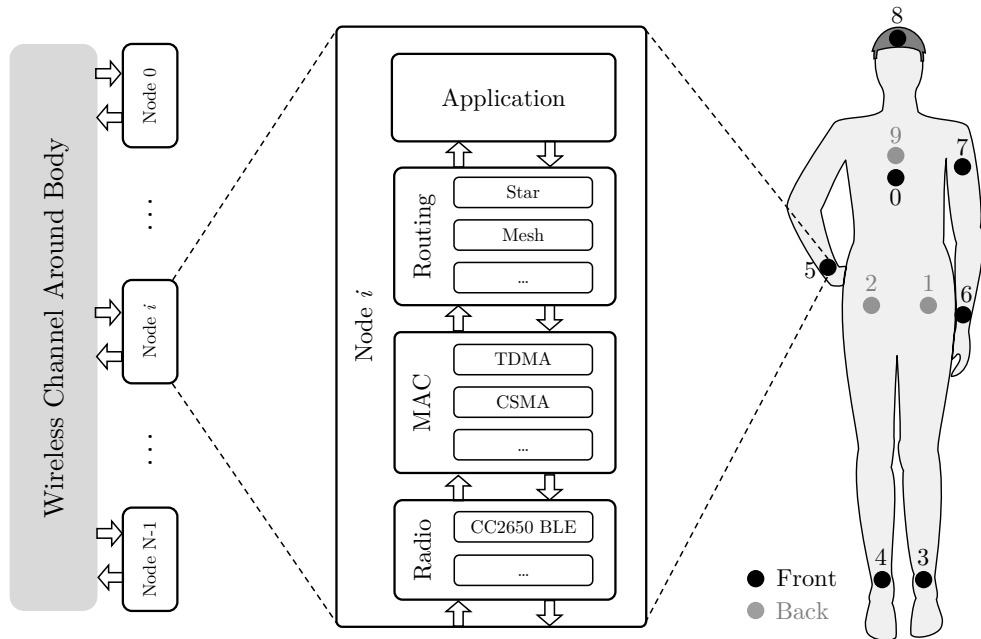 Wireless Channel Around Body
Node 0
...
Node i
...
Node N-1
Node i
Application
Routing
Star
Mesh
...
MAC
TDMA
CSMA
...
Radio
CC2650 BLE
...
8
9
7
0
5
2
1
6
4
3
Front
Back